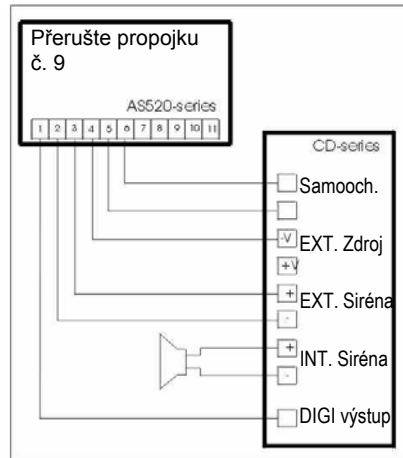 Přerušte propojku
č. 9
AS520-series
1 2 3 4 5 6 7 8 9 10 11
CD-series
Samooch.
-V EXT. Zdroj
+V
+ EXT. Siréna
-
+ INT. Siréna
-
DIGI výstup